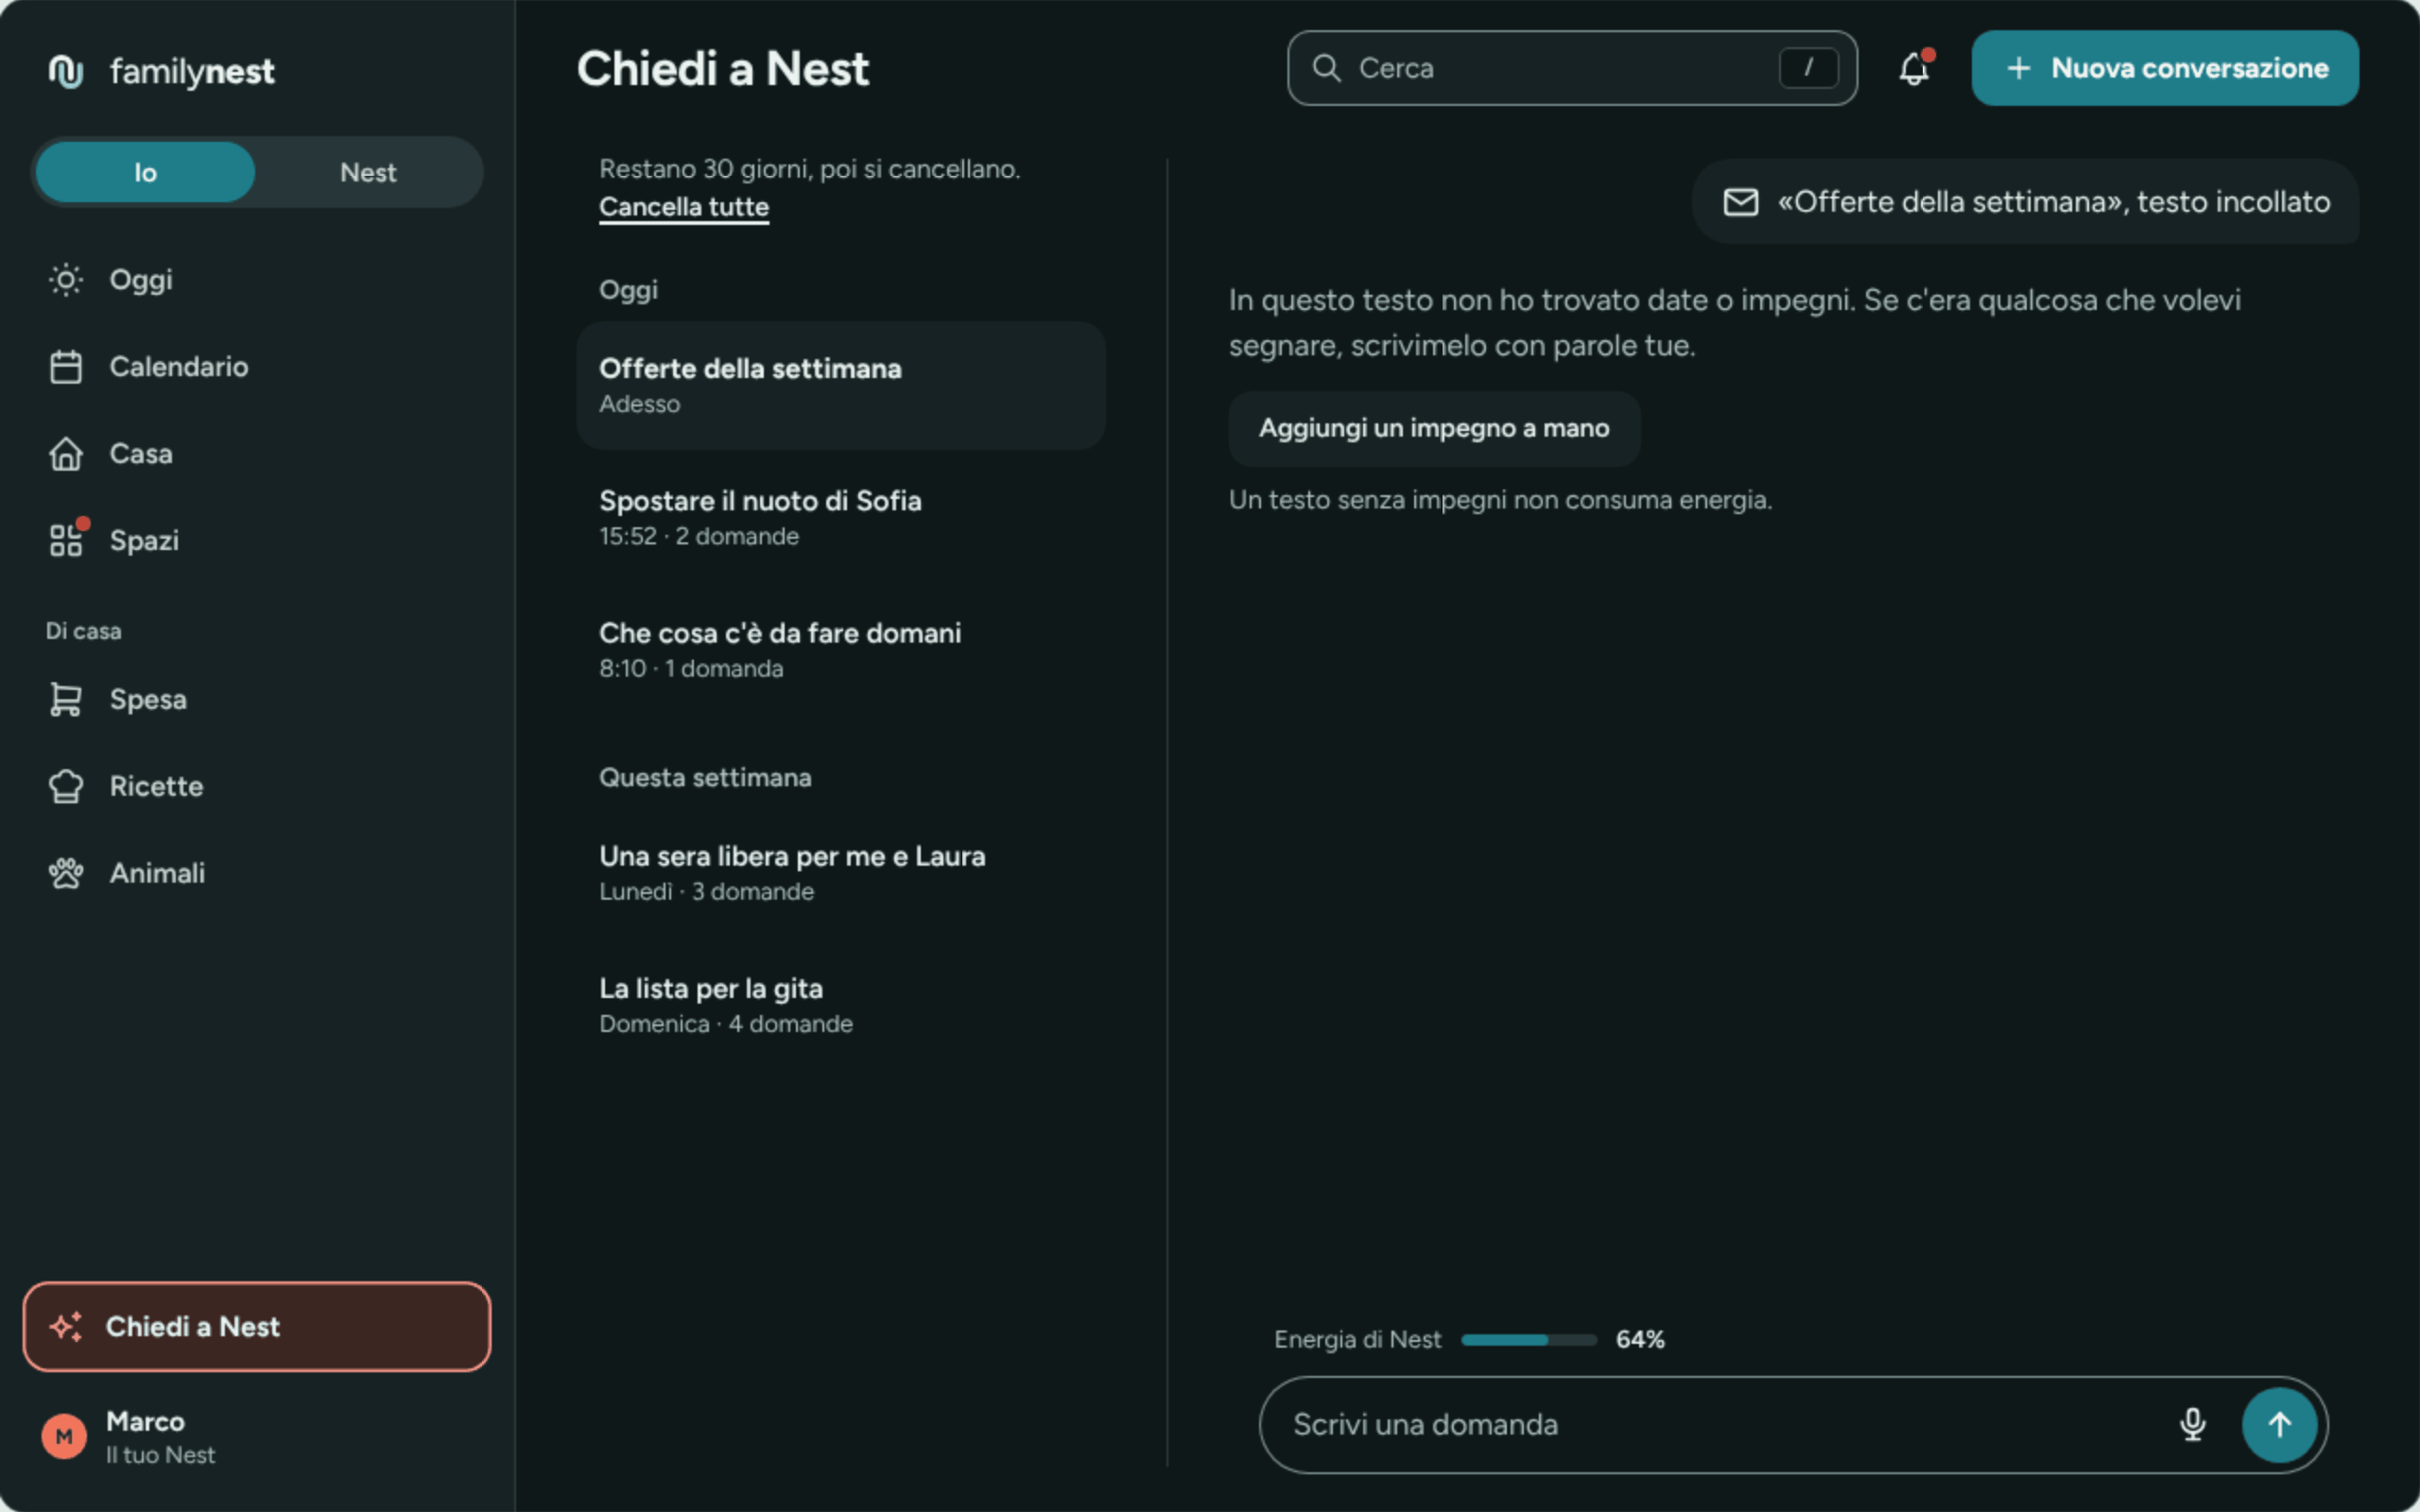 familynest
Io
Nest
Oggi
Calendario
Casa
Spazi
Di casa
Spesa
Ricette
Animali
Chiedi a Nest
M
Marco
Il tuo Nest
Chiedi a Nest
Cerca
/
Nuova conversazione
Restano 30 giorni, poi si cancellano.
Cancella tutte
Oggi
Offerte della settimana
Adesso
Spostare il nuoto di Sofia
15:52 · 2 domande
Che cosa c'è da fare domani
8:10 · 1 domanda
Questa settimana
Una sera libera per me e Laura
Lunedì · 3 domande
La lista per la gita
Domenica · 4 domande
«Offerte della settimana», testo incollato
In questo testo non ho trovato date o impegni. Se c'era qualcosa che volevi
segnare, scrivimelo con parole tue.
Aggiungi un impegno a mano
Un testo senza impegni non consuma energia.
Energia di Nest
64%
Scrivi una domanda